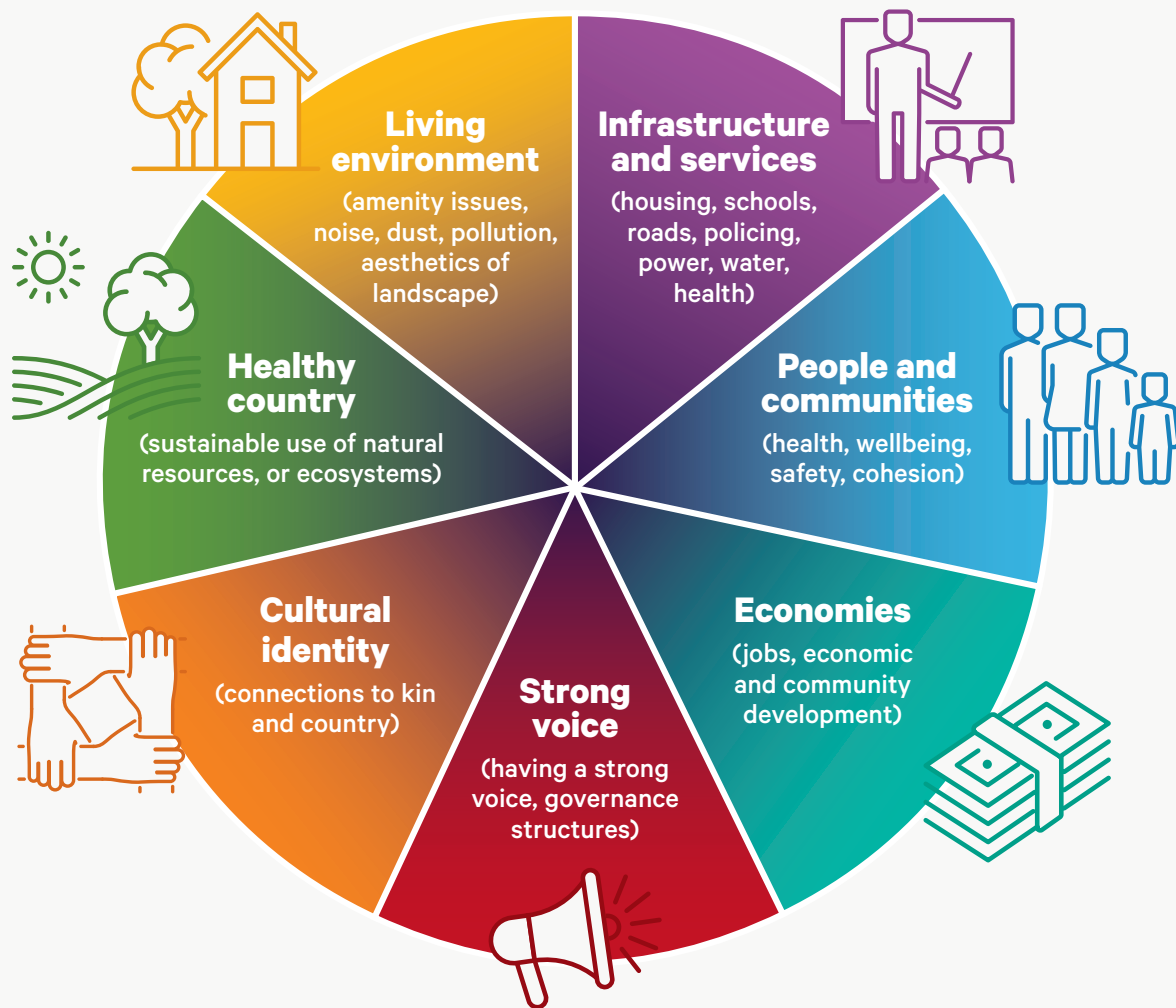 Living
environment
(amenity issues,
noise, dust, pollution,
aesthetics of
landscape)
Infrastructure
and services
(housing, schools,
roads, policing,
power, water,
health)
Healthy
country
(sustainable use of natural
resources, or ecosystems)
People and
communities
(health, wellbeing,
safety, cohesion)
Cultural
identity
(connections to kin
and country)
Strong
voice
(having a strong
voice, governance
structures)
Economies
(jobs, economic
and community
development)